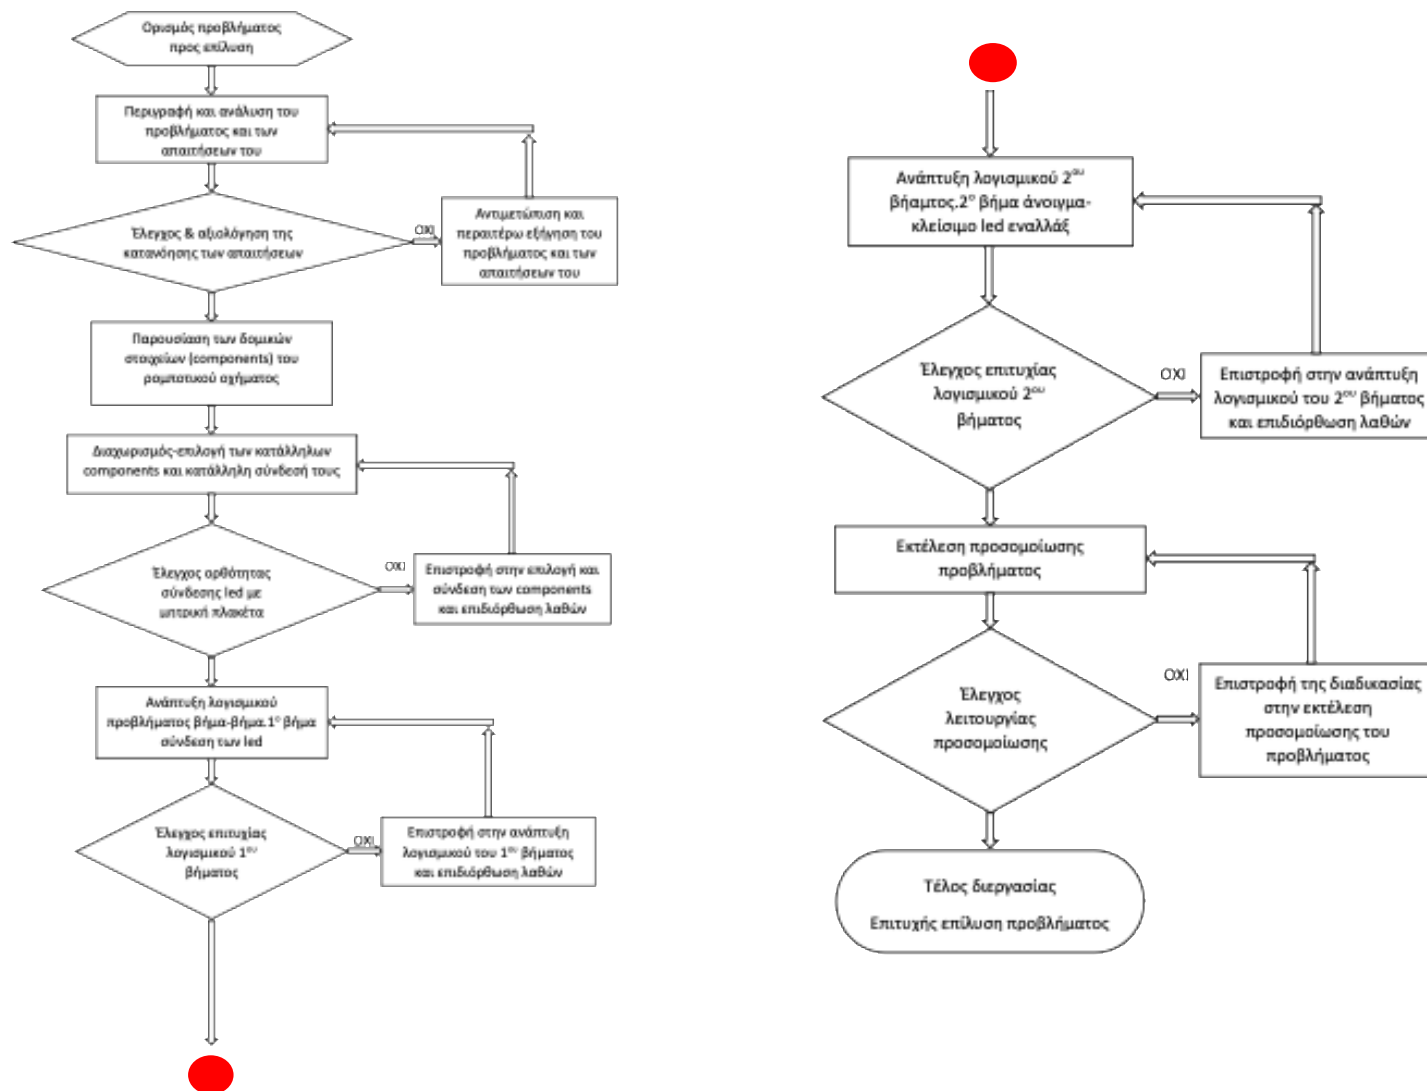 Ορισμός προβλήματος
προς επίλυση
Περιγραφή και ανάλυση του
προβλήματος και των
απαιτήσεων του
Έλεγχος & αξιολόγηση της
κατανόησης των απαιτήσεων
ΟΧΙ
Αντιμετώπιση και
περαιτέρω εξήγηση του
προβλήματος και των
απαιτήσεων του
Παρουσίαση των δομικών
στοιχείων (components) του
ρομποτικού οχήματος
Διαχωρισμός-επιλογή των κατάλληλων
components και κατάλληλη σύνδεσή τους
Έλεγχος ορθότητας
σύνδεσης led με
μητρική πλακέτα
ΟΧΙ
Επιστροφή στην επιλογή και
σύνδεση των components
και επιδιόρθωση λαθών
Ανάπτυξη λογισμικού
προβλήματος βήμα-βήμα.1ο βήμα
σύνδεση των led
Έλεγχος επιτυχίας
λογισμικού 1ου
βήματος
ΟΧΙ
Επιστροφή στην ανάπτυξη
λογισμικού του 1ου βήματος
και επιδιόρθωση λαθών
Ανάπτυξη λογισμικού 2ου
βήαμτος.2ο βήμα άνοιγμα-
κλείσιμο led εναλλάξ
Έλεγχος επιτυχίας
λογισμικού 2ου
βήματος
ΟΧΙ
Επιστροφή στην ανάπτυξη
λογισμικού του 2ου βήματος
και επιδιόρθωση λαθών
Εκτέλεση προσομοίωσης
προβλήματος
Έλεγχος
λειτουργίας
προσομοίωσης
ΟΧΙ
Επιστροφή της διαδικασίας
στην εκτέλεση
προσομοίωσης του
προβλήματος
Τέλος διεργασίας
Επιτυχής επίλυση προβλήματος